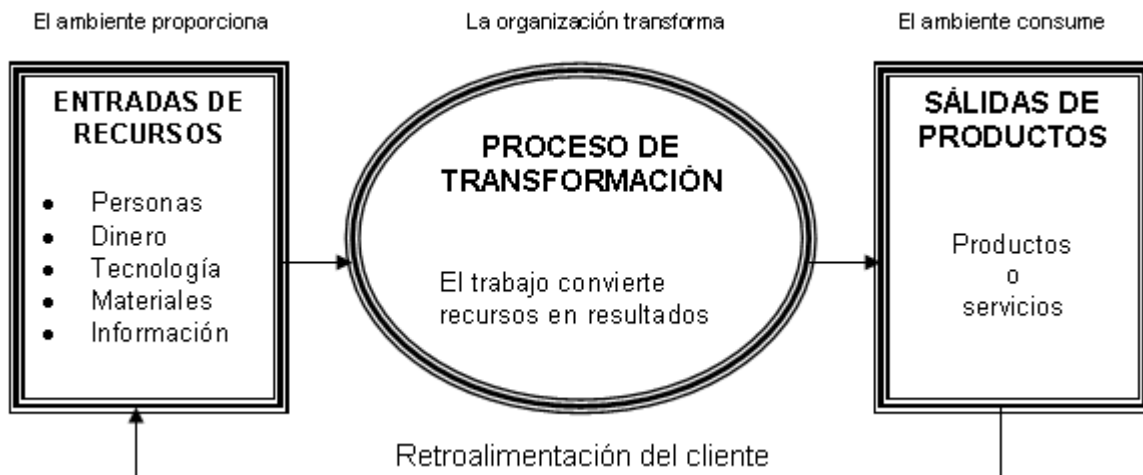 El ambiente proporciona
La organización transforma
El ambiente consume
ENTRADAS DE
RECURSOS
• Personas
• Dinero
• Tecnología
• Materiales
• Información
PROCESO DE
TRANSFORMACIÓN
El trabajo convierte
recursos en resultados
SÁLIDAS DE
PRODUCTOS
Productos
o
servicios
Retroalimentación del cliente